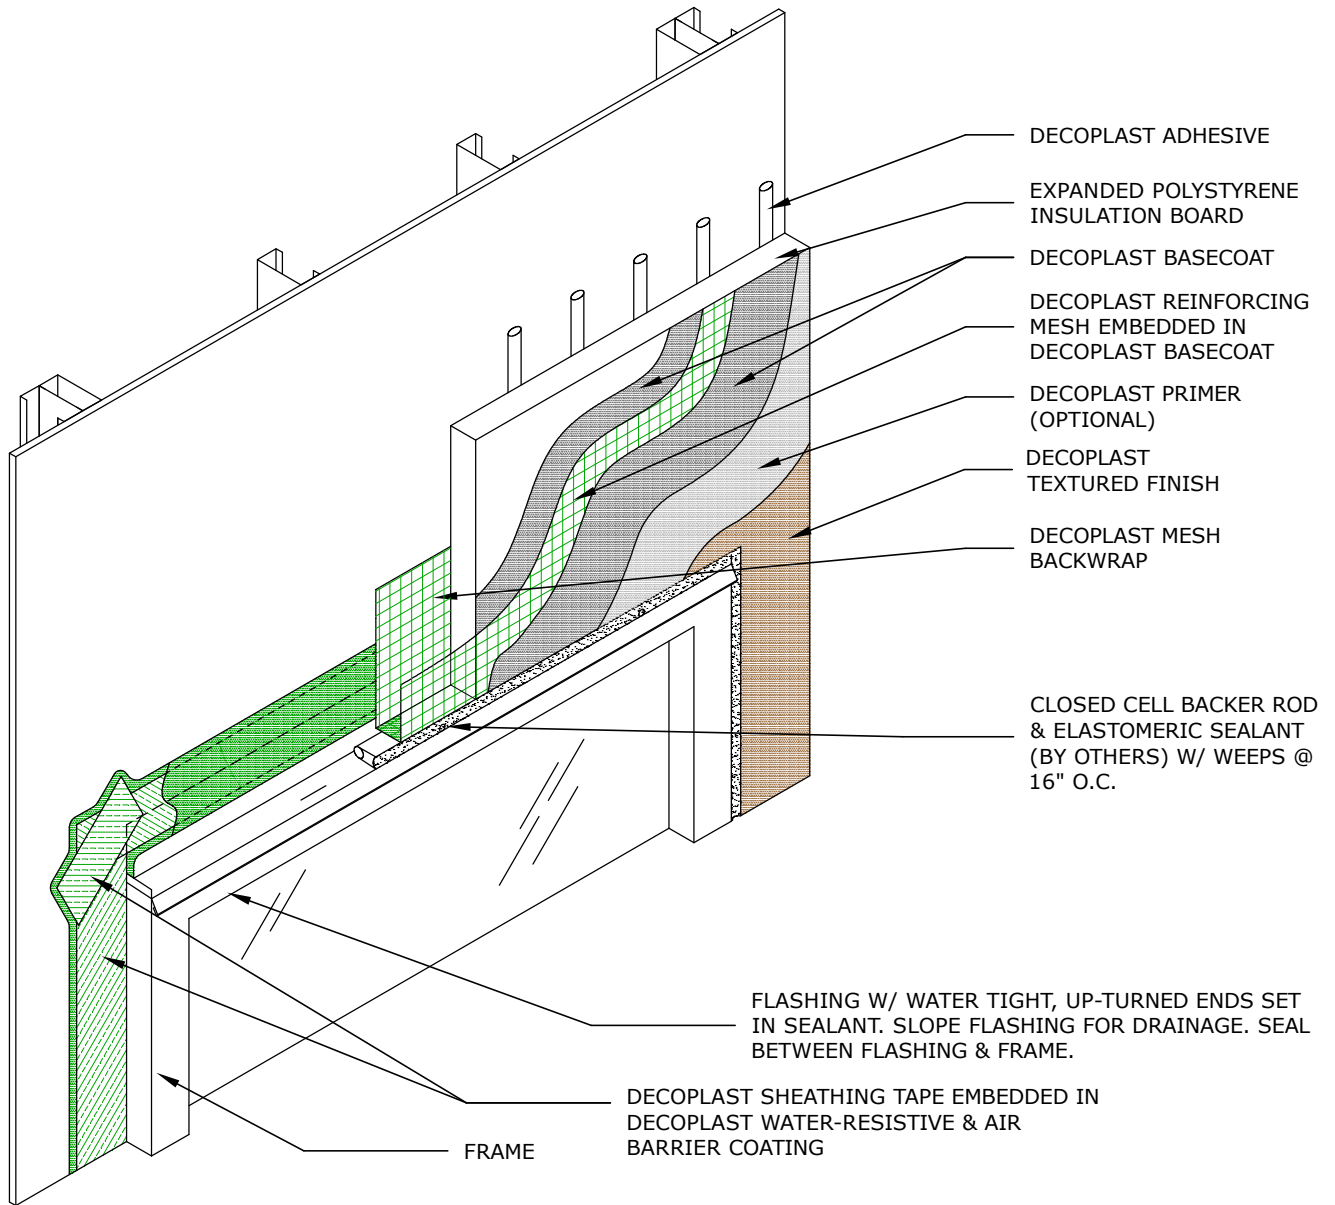 DECOPLAST ADHESIVE
EXPANDED POLYSTYRENE
INSULATION BOARD
DECOPLAST BASECOAT
DECOPLAST REINFORCING
MESH EMBEDDED IN
DECOPLAST BASECOAT
DECOPLAST PRIMER
(OPTIONAL)
DECOPLAST
TEXTURED FINISH
DECOPLAST MESH
BACKWRAP
CLOSED CELL BACKER ROD
& ELASTOMERIC SEALANT
(BY OTHERS) W/ WEEPS @
16" O.C.
FLASHING W/ WATER TIGHT, UP-TURNED ENDS SET
IN SEALANT. SLOPE FLASHING FOR DRAINAGE. SEAL
BETWEEN FLASHING & FRAME.
DECOPLAST SHEATHING TAPE EMBEDDED IN
DECOPLAST WATER-RESISTIVE & AIR
BARRIER COATING
FRAME